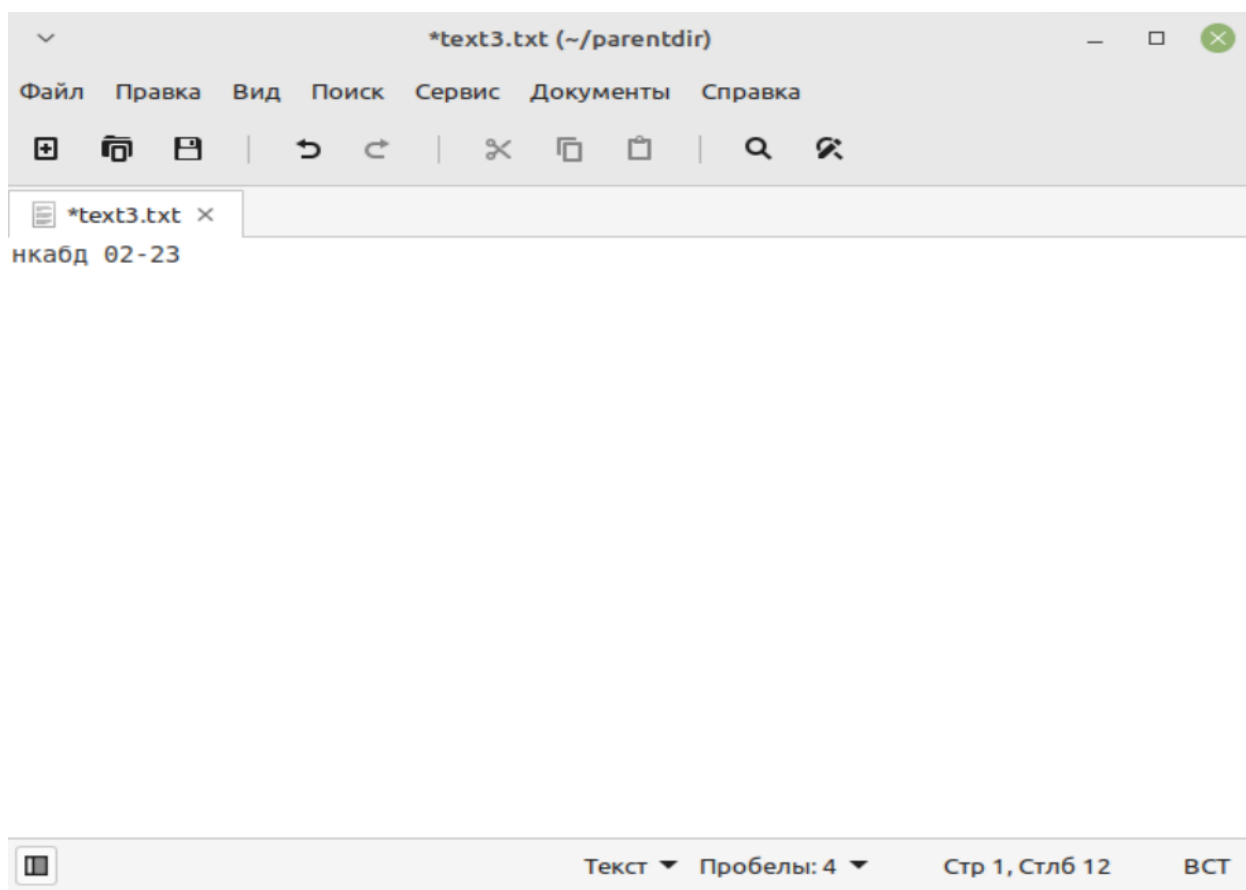 *text3.txt (~/parentdir)
Файл Правка Вид Поиск Сервис Документы Справка
*text3.txt
нкабд 02-23
Текст Пробелы: 4 Стр 1, Стлб 12 ВСТ